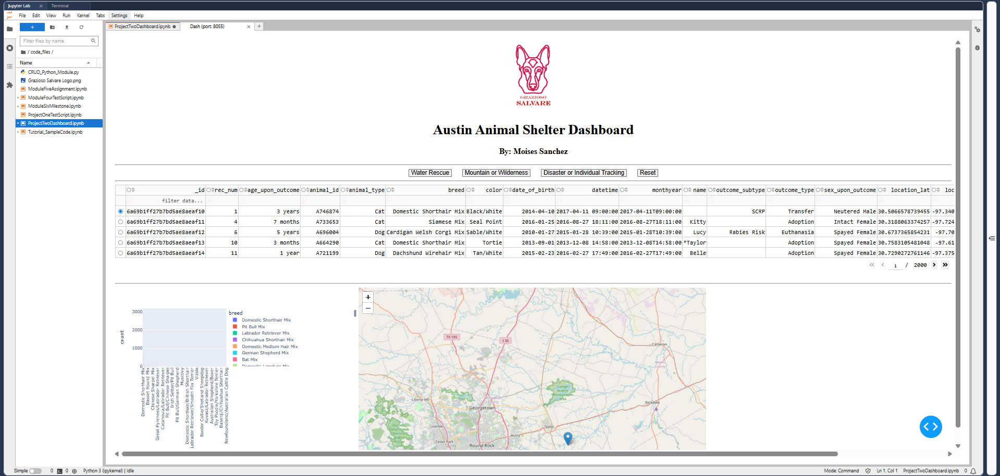 Jupyter Lab
Terminal
File Edit View Run Kernel Tabs Settings Help
ProjectTwoDashboard.ipynb
Dash (port: 8055)
Filter files by name
/ code_files /
Name
CRUD_Python_Module.py
Grazioso Salvare Logo.png
ModuleFiveAssignment.ipynb
ModuleFourTestScript.ipynb
ModuleSixMilestone.ipynb
ProjectOneTestScript.ipynb
ProjectTwoDashboard.ipynb
Tutorial_SampleCode.ipynb
GRAZIOSO
SALVARE
Austin Animal Shelter Dashboard
By: Moises Sanchez
Water Rescue Mountain or Wilderness Disaster or Individual Tracking Reset
_id rec_num age_upon_outcome animal_id animal_type breed color date_of_birth datetime monthyear name outcome_subtype outcome_type sex_upon_outcome location_lat loc
filter data...
6a69b1ff27b7bd5ae8aeaf10 1 3 years A746874 Cat Domestic Shorthair Mix Black/White 2014-04-10 2017-04-11 09:00:00 2017-04-11T09:00:00 SCRP Transfer Neutered Male 30.5066578739455 -97.340
6a69b1ff27b7bd5ae8aeaf11 4 7 months A733653 Cat Siamese Mix Seal Point 2016-01-25 2016-08-27 18:11:00 2016-08-27T18:11:00 Kitty Adoption Intact Female 30.3188063374257 -97.724
6a69b1ff27b7bd5ae8aeaf12 6 5 years A696004 Dog Cardigan Welsh Corgi Mix Sable/White 2010-01-27 2015-01-28 10:39:00 2015-01-28T10:39:00 Lucy Rabies Risk Euthanasia Spayed Female 30.6737365854231 -97.70
6a69b1ff27b7bd5ae8aeaf13 10 3 months A664290 Cat Domestic Shorthair Mix Tortie 2013-09-01 2013-12-08 14:58:00 2013-12-08T14:58:00 *Taylor Adoption Spayed Female 30.7583105481048 -97.61
6a69b1ff27b7bd5ae8aeaf14 11 1 year A721199 Dog Dachshund Wirehair Mix Tan/White 2015-02-23 2016-02-27 17:49:00 2016-02-27T17:49:00 Belle Adoption Spayed Female 30.7290272761146 -97.375
1 / 2000
3000
2000
1000
0
count
breed
Domestic Shorthair Mix
Pit Bull Mix
Labrador Retriever Mix
Chihuahua Shorthair Mix
Domestic Medium Hair Mix
German Shepherd Mix
Bat Mix
Domestic Longhair Mix
Domestic Shorthair Mix
Basset Hound Mix
Chinese Sharpei Mix
Great Pyrenees/Labrador Retriever
Catahoula/Labrador Retriever
Pit Bull/Chinese Sharpei
Irish Setter/Pit Bull
Pit Bull/German Shepherd
Muscovy
Domestic Shorthair/British Shorthair
Labrador Retriever/Smooth Fox Terrier
Vizsla
Border Collie/Shetland Sheepdog
Kuvasz/Labrador Retriever
Australian Shepherd/Boxer
Toy Poodle/Yorkshire Terrier
Basenji/Chihuahua Shorthair
Newfoundland/Australian Cattle Dog
+
−
TX 195
I 35
Cameron
Milam
County
Granger
Wildlife
Management
Area
Liberty Hill
Williamson
County
Georgetown
Rockdale
Balcones
Canyonlands
National
Wildlife
Refuge
Leander
Taylor
Hutto
Cedar Park
Round Rock
Simple 0 0 Python 3 (ipykernel) | Idle
Mode: Command Ln 1, Col 1 ProjectTwoDashboard.ipynb 0